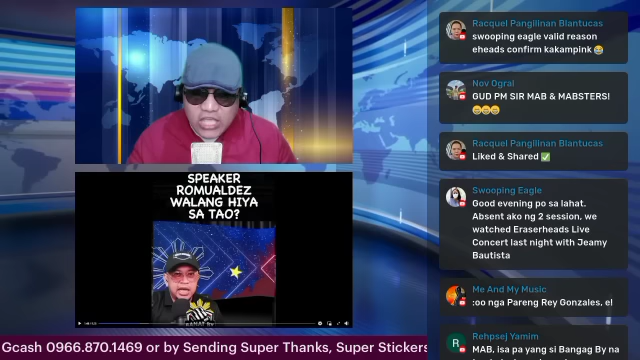 SPEAKER
ROMUALDEZ
WALANG HIYA
SA TAO?
Gcash 0966.870.1469 or by Sending Super Thanks, Super Stickers
Racquel Pangilinan Blantucas
swooping eagle valid reason
eheads confirm kakampink 😂
Nov Ogral
GUD PM SIR MAB & MABSTERS!
😁😁😁
Racquel Pangilinan Blantucas
Liked & Shared ✅
Swooping Eagle
Good evening po sa lahat.
Absent ako ng 2 session, we
watched Eraserheads Live
Concert last night with Jeamy
Bautista
Me And My Music
:oo nga Pareng Rey Gonzales, el
R
Rehpsej Yamim
MAB, isa pa yang si Bangag By na